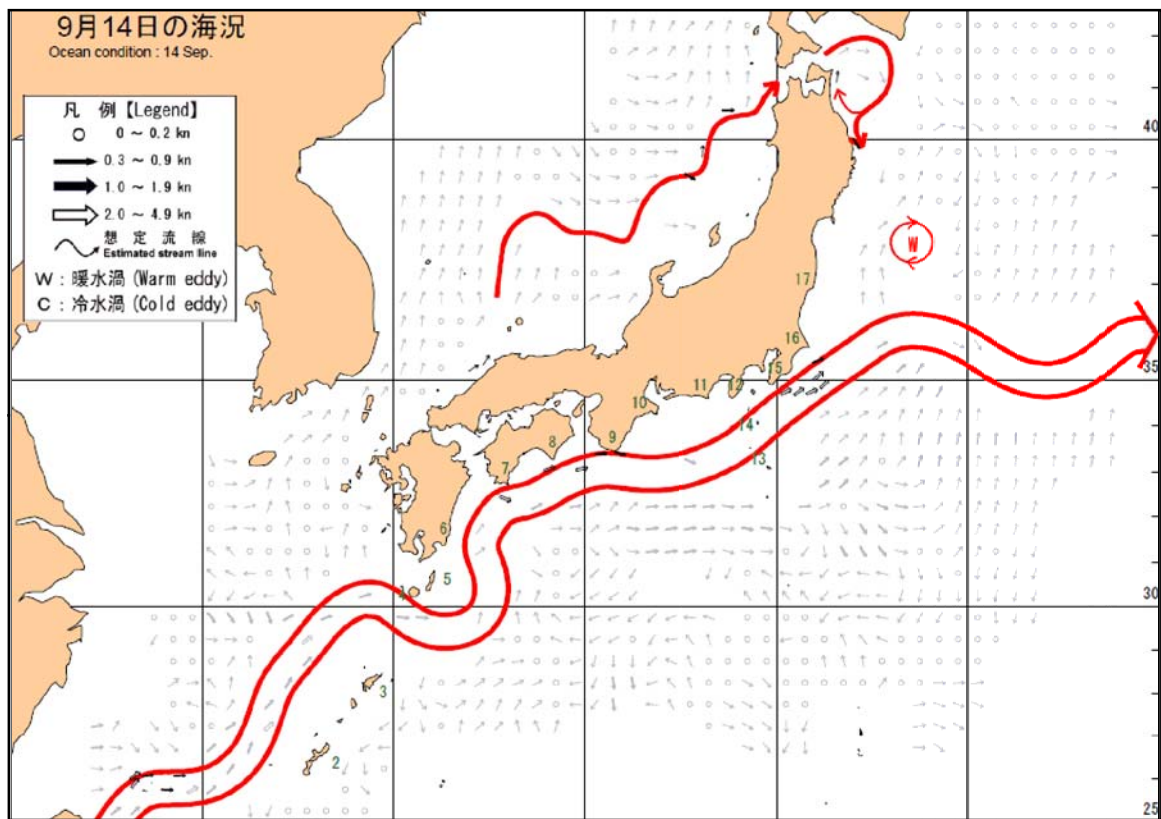 9月14日の海況
Ocean condition : 14 Sep.
凡 例【Legend】
0 ～ 0.2 kn
0.3 ～ 0.9 kn
1.0 ～ 1.9 kn
2.0 ～ 4.9 kn
想 定 流 線
Estimated stream line
W : 暖水渦 (Warm eddy)
C : 冷水渦 (Cold eddy)
40
W
17
16
35
15
12
11
10
14
9
8
13
7
6
5
30
4
3
2
25